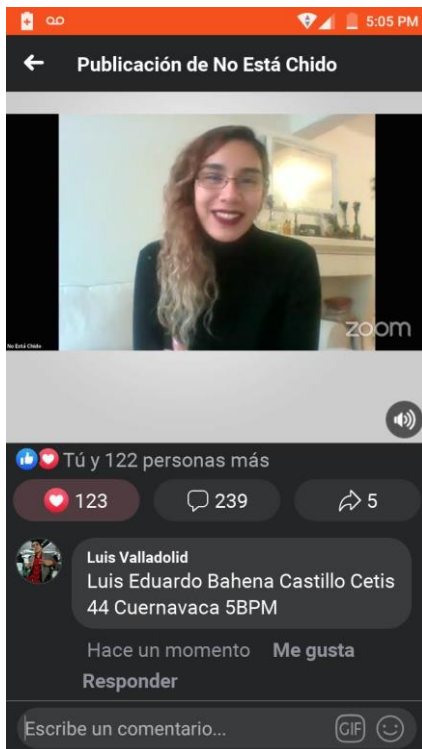 5:05 PM
Publicación de No Está Chido
No Está Chido
zoom
Tú y 122 personas más
123
239
5
Luis Valladolid
Luis Eduardo Bahena Castillo Cetis
44 Cuernavaca 5BPM
Hace un momento Me gusta
Responder
Escribe un comentario...
GIF